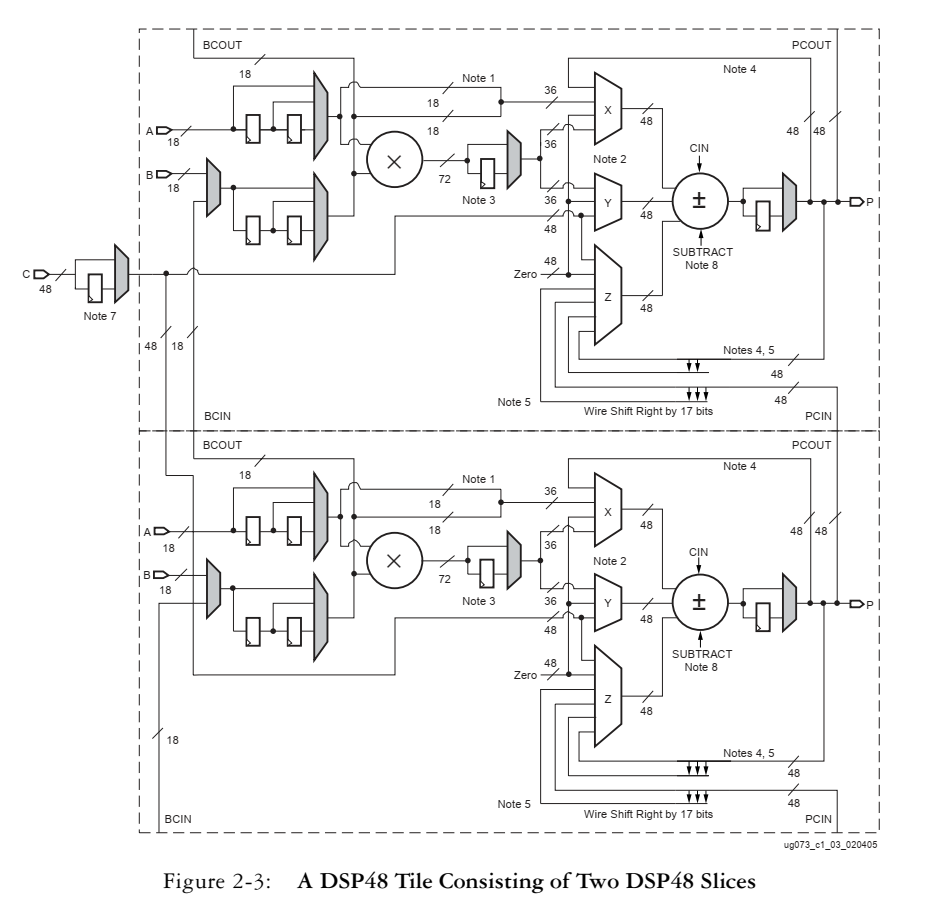 BCOUT
PCOUT
18
Note 1
Note 4
18
36
A
18
18
X
48
48
48
36
CIN
B
18
×
72
Note 3
Note 2
±
36
Y
48
P
48
SUBTRACT
Note 8
C
48
Note 7
Zero
48
Z
48
48
18
Notes 4, 5
48
Note 5
48
Wire Shift Right by 17 bits
BCIN
PCIN
BCOUT
PCOUT
18
Note 1
Note 4
18
36
18
X
48
48
48
A
18
36
CIN
B
18
×
72
Note 3
Note 2
±
36
Y
48
P
48
SUBTRACT
Note 8
Zero
48
Z
48
18
Notes 4, 5
48
Note 5
48
Wire Shift Right by 17 bits
BCIN
PCIN
ug073_c1_03_020405
Figure 2-3: A DSP48 Tile Consisting of Two DSP48 Slices